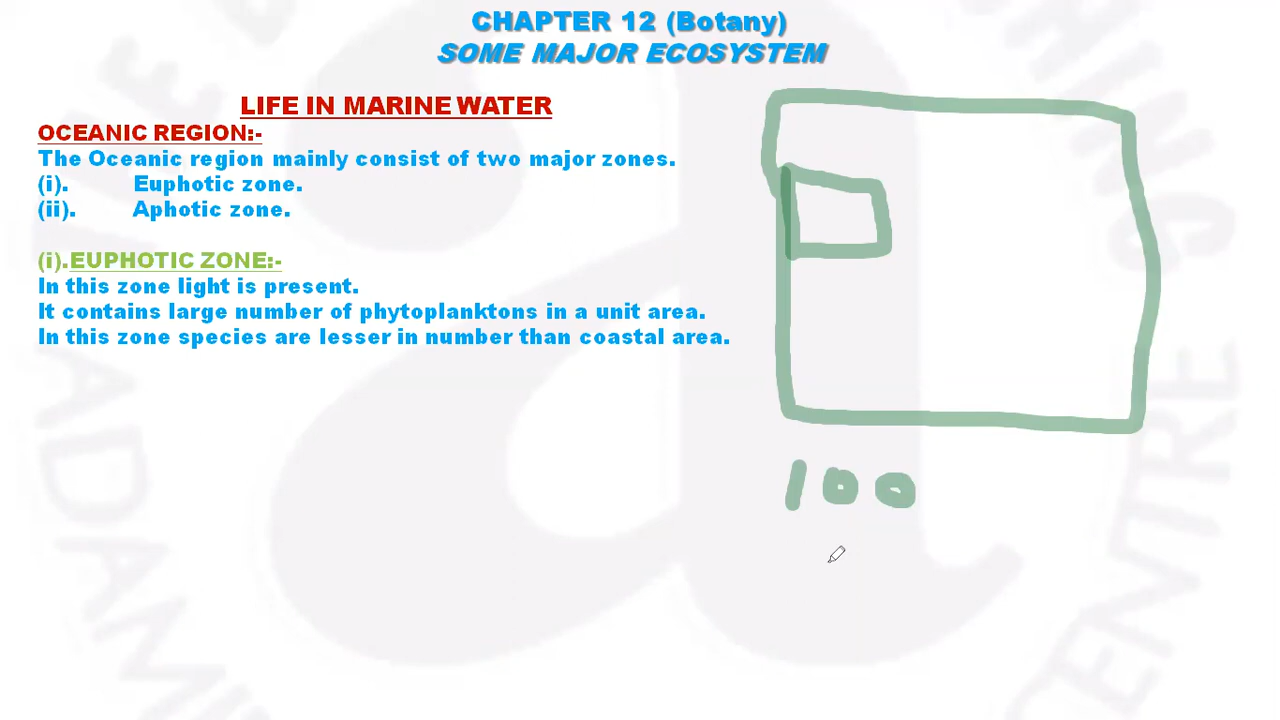 CHAPTER 12 (Botany)
SOME MAJOR ECOSYSTEM
LIFE IN MARINE WATER
OCEANIC REGION:-
The Oceanic region mainly consist of two major zones.
(i). Euphotic zone.
(ii). Aphotic zone.
(i).EUPHOTIC ZONE:-
In this zone light is present.
It contains large number of phytoplanktons in a unit area.
In this zone species are lesser in number than coastal area.
100